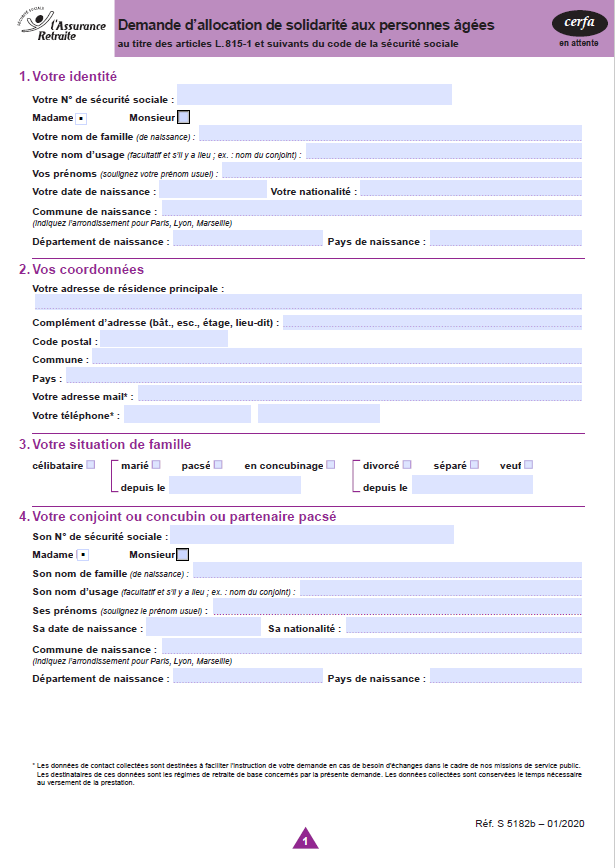 SÉCURITÉ SOCIALE
l'Assurance
Retraite
Demande d'allocation de solidarité aux personnes âgées
au titre des articles L. 815-1 et suivants du code de la sécurité sociale
cerfa
en attente
1. Votre identité
Votre N° de sécurité sociale :
Madame Monsieur
Votre nom de famille (de naissance) :
Votre nom d'usage (facultatif et s'il y a lieu ; ex. : nom du conjoint) :
Vos prénoms (soulignez votre prénom usuel) :
Votre date de naissance : Votre nationalité :
Commune de naissance :
(Indiquez l'arrondissement pour Paris, Lyon, Marseille)
Département de naissance : Pays de naissance :
2. Vos coordonnées
Votre adresse de résidence principale :
Complément d'adresse (bât., esc., étage, lieu-dit) :
Code postal :
Commune :
Pays :
Votre adresse mail* :
Votre téléphone* :
3. Votre situation de famille
célibataire marié pacsé en concubinage divorcé séparé veuf
depuis le depuis le
4. Votre conjoint ou concubin ou partenaire pacsé
Son N° de sécurité sociale :
Madame Monsieur
Son nom de famille (de naissance) :
Son nom d'usage (facultatif et s'il y a lieu ; ex. : nom du conjoint) :
Ses prénoms (soulignez le prénom usuel) :
Sa date de naissance : Sa nationalité :
Commune de naissance :
(Indiquez l'arrondissement pour Paris, Lyon, Marseille)
Département de naissance : Pays de naissance :
* Les données de contact collectées sont destinées à faciliter l'instruction de votre demande en cas de besoin d'échanges dans le cadre de nos missions de service public.
Les destinataires de ces données sont les régimes de retraite de base concernés par la présente demande. Les données collectées sont conservées le temps nécessaire
au versement de la prestation.
Réf. S 5182b – 01/2020
1